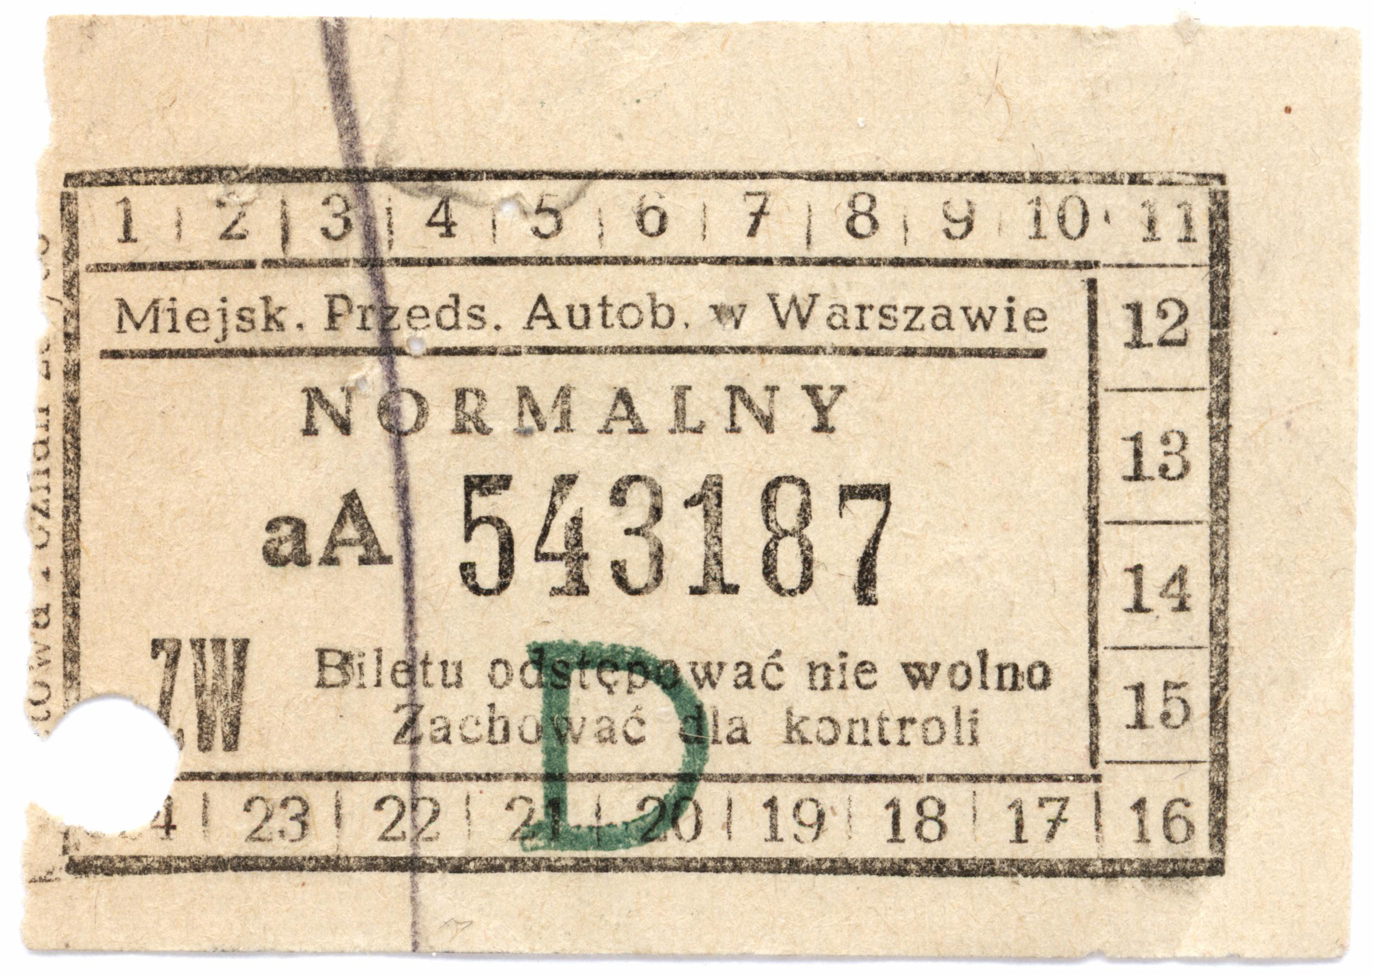 1 2 3 4 5 6 7 8 9 10 11
Miejsk. Przeds. Autob. w Warszawie
12
NORMALNY
13
aA 543187
14
ZW
Biletu odstępować nie wolno
Zachować dla kontroli
15
D
23 22 21 20 19 18 17 16